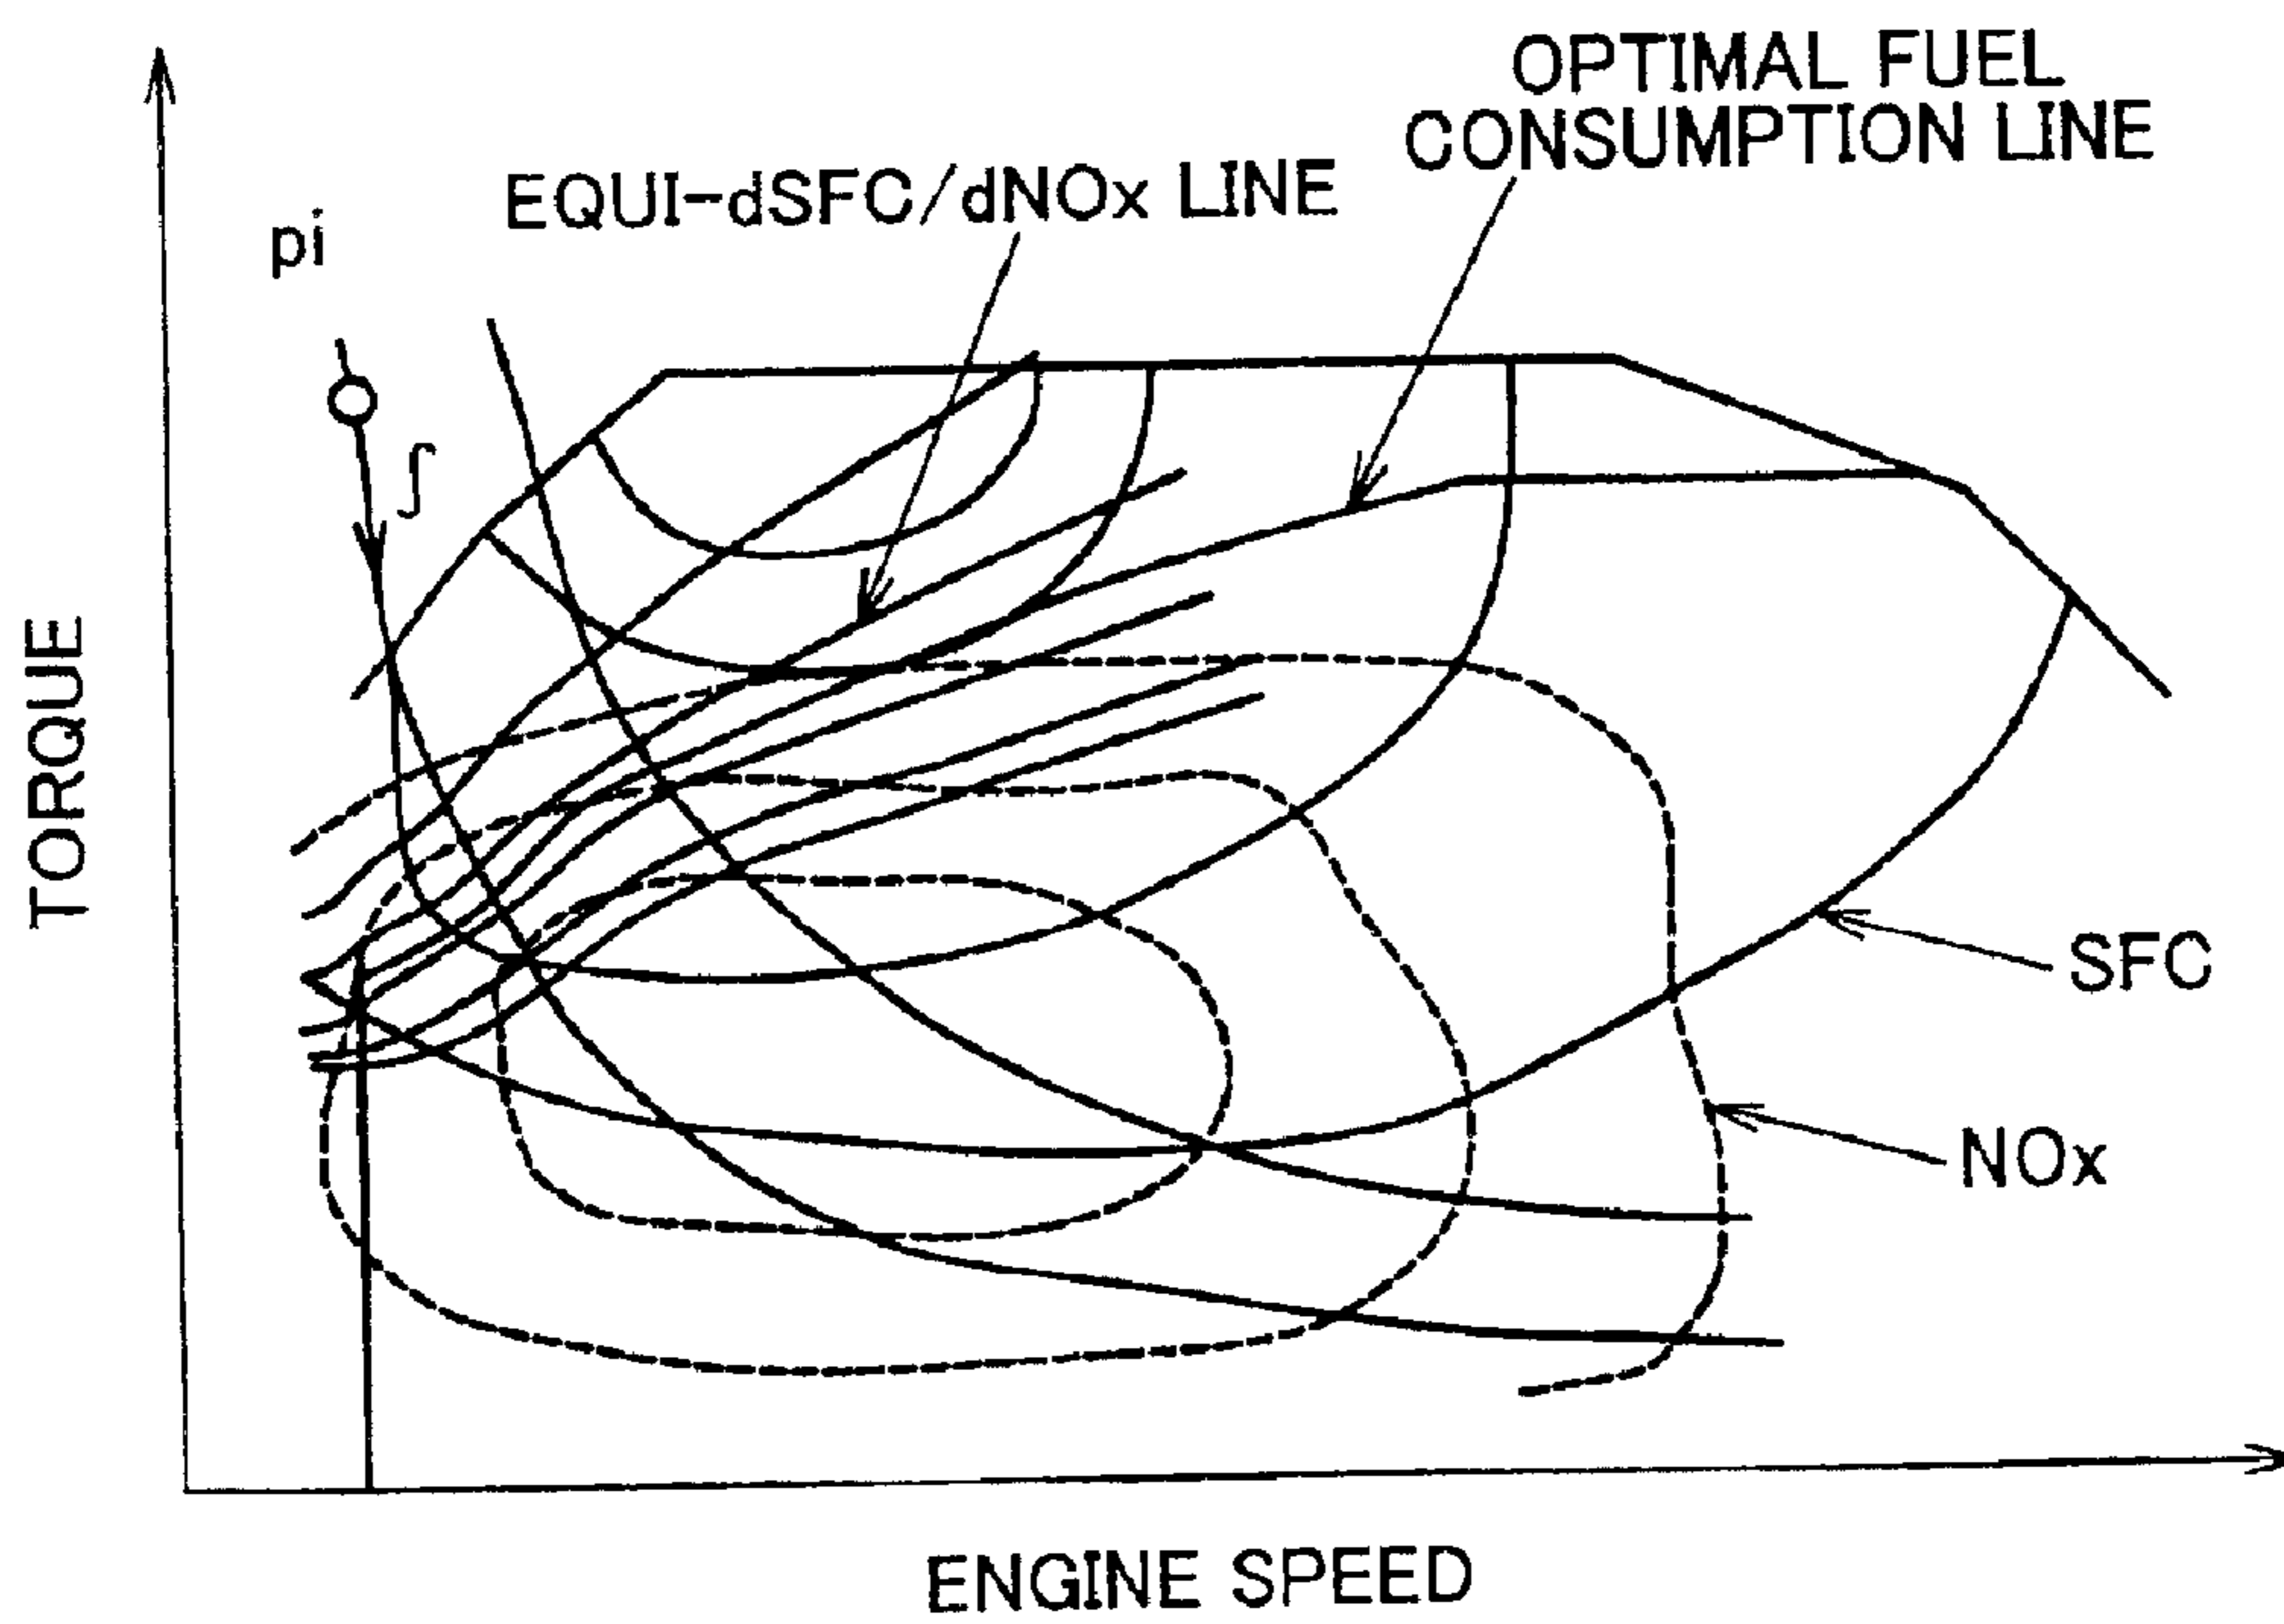 OPTIMAL FUEL
CONSUMPTION LINE
EQUI-dSFC/dNOx LINE
pi
∫
TORQUE
SFC
NOx
ENGINE SPEED